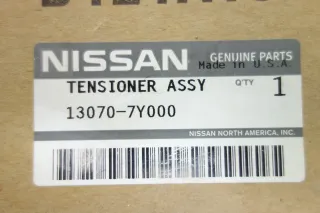 NISSAN GENUINE PARTS
Made in U.S.A.
TENSIONER ASSY Q'TY 1
13070-7Y000
NISSAN NORTH AMERICA, INC.